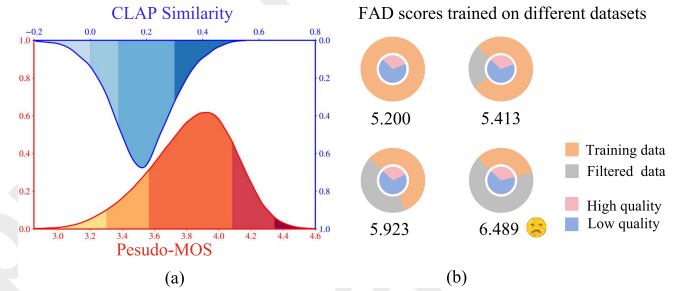 CLAP Similarity
-0.2 0.0 0.2 0.4 0.6 0.8
1.0 0.8 0.6 0.4 0.2 0.0
0.0 0.2 0.4 0.6 0.8 1.0
3.0 3.2 3.4 3.6 3.8 4.0 4.2 4.4 4.6
Pesudo-MOS
(a)
FAD scores trained on different datasets
5.200 5.413
5.923 6.489
Training data
Filtered data
High quality
Low quality
(b)